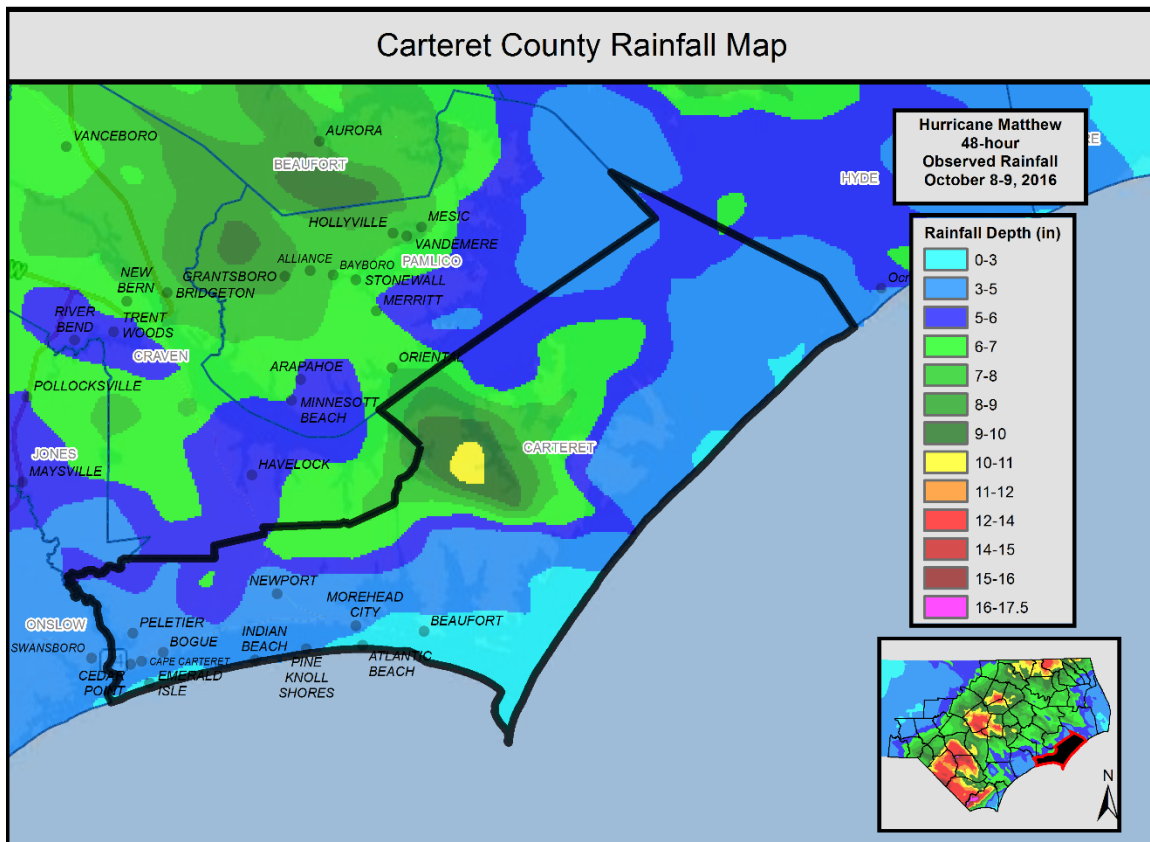 Carteret County Rainfall Map
Hurricane Matthew
48-hour
Observed Rainfall
October 8-9, 2016
Rainfall Depth (in)
0-3
3-5
5-6
6-7
7-8
8-9
9-10
10-11
11-12
12-14
14-15
15-16
16-17.5
N
VANCEBORO
AURORA
BEAUFORT
HYDE
RE
HOLLYVILLE
MESIC
VANDEMERE
PAMLICO
ALLIANCE
BAYBORO
GRANTSBORO
STONEWALL
NEW
BERN
BRIDGETON
MERRITT
Ocr
RIVER
BEND
TRENT
WOODS
CRAVEN
ORIENTAL
ARAPAHOE
POLLOCKSVILLE
MINNESOTT
BEACH
CARTERET
JONES
MAYSVILLE
HAVELOCK
NEWPORT
MOREHEAD
CITY
ONSLOW
PELETIER
BEAUFORT
SWANSBORO
BOGUE
INDIAN
BEACH
CAPE CARTERET
CEDAR
POINT
EMERALD
ISLE
PINE
KNOLL
SHORES
ATLANTIC
BEACH